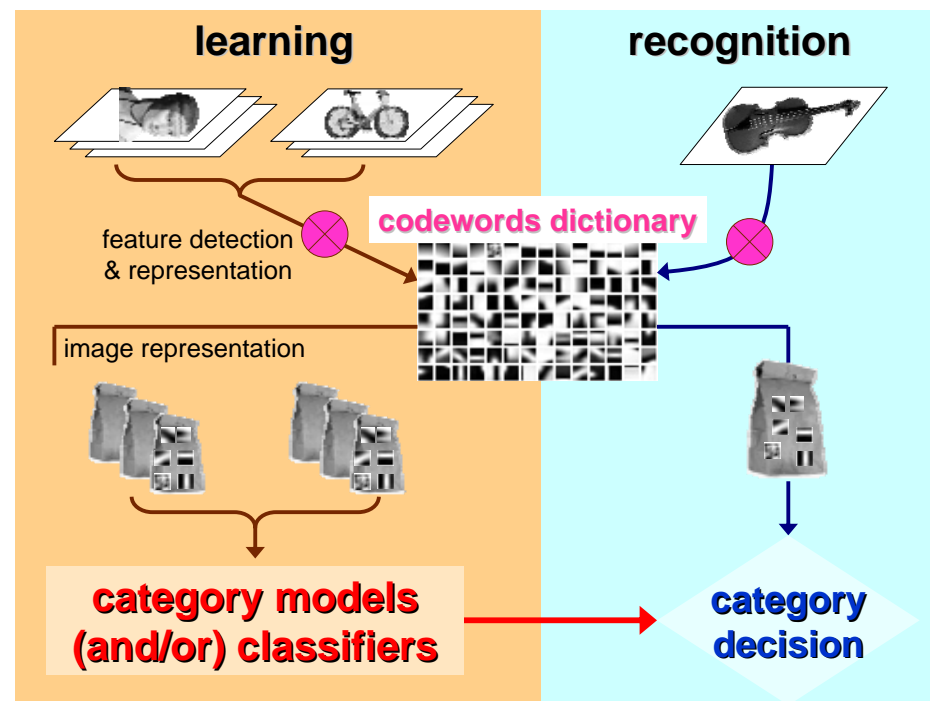 learning
recognition
codewords dictionary
feature detection
& representation
image representation
category models
(and/or) classifiers
category
decision